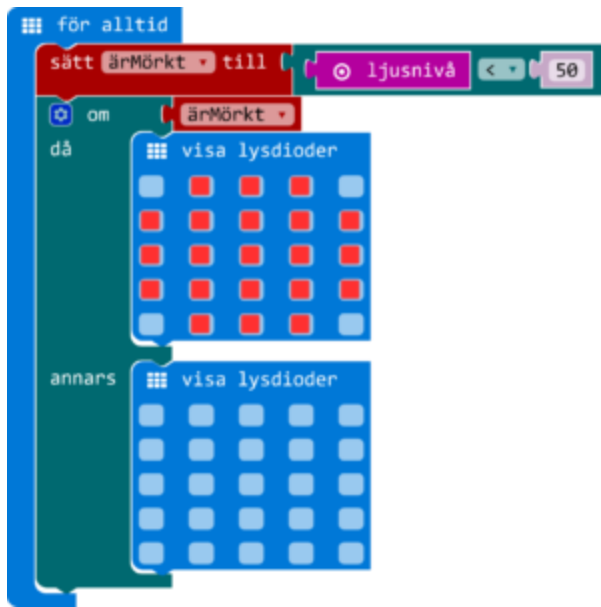 för alltid
sätt ärMörkt till ljusnivå < 50
om ärMörkt
då visa lysdioder
annars visa lysdioder